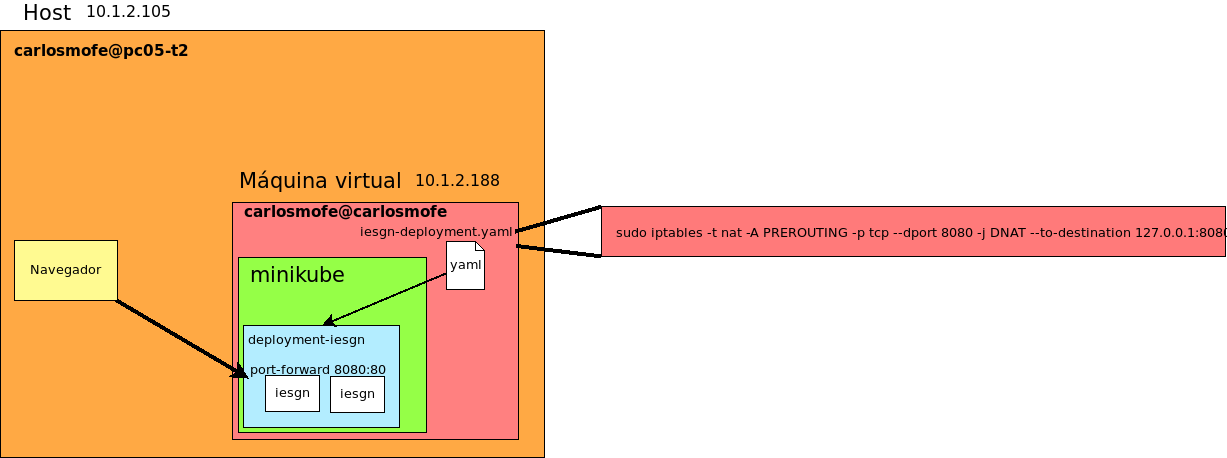 Host 10.1.2.105
carlosmofe@pc05-t2
Máquina virtual 10.1.2.188
carlosmofe@carlosmofe
iesgn-deployment.yaml
sudo iptables -t nat -A PREROUTING -p tcp --dport 8080 -j DNAT --to-destination 127.0.0.1:8080
yaml
Navegador
minikube
deployment-iesgn
port-forward 8080:80
iesgn
iesgn